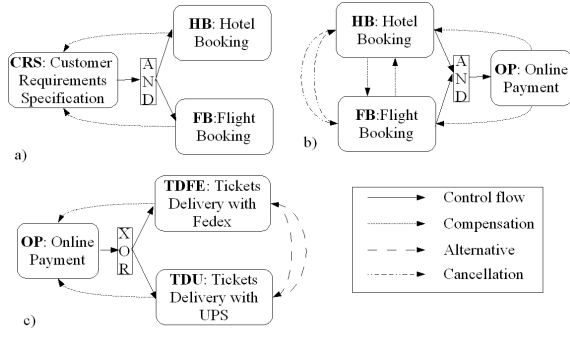 HB: Hotel
Booking
CRS: Customer
Requirements
Specification
A
N
D
FB:Flight
Booking
a)
HB: Hotel
Booking
A
N
D
OP: Online
Payment
FB:Flight
Booking
b)
TDFE: Tickets
Delivery with
Fedex
OP: Online
Payment
X
O
R
TDU: Tickets
Delivery with
UPS
c)
Control flow
Compensation
Alternative
Cancellation